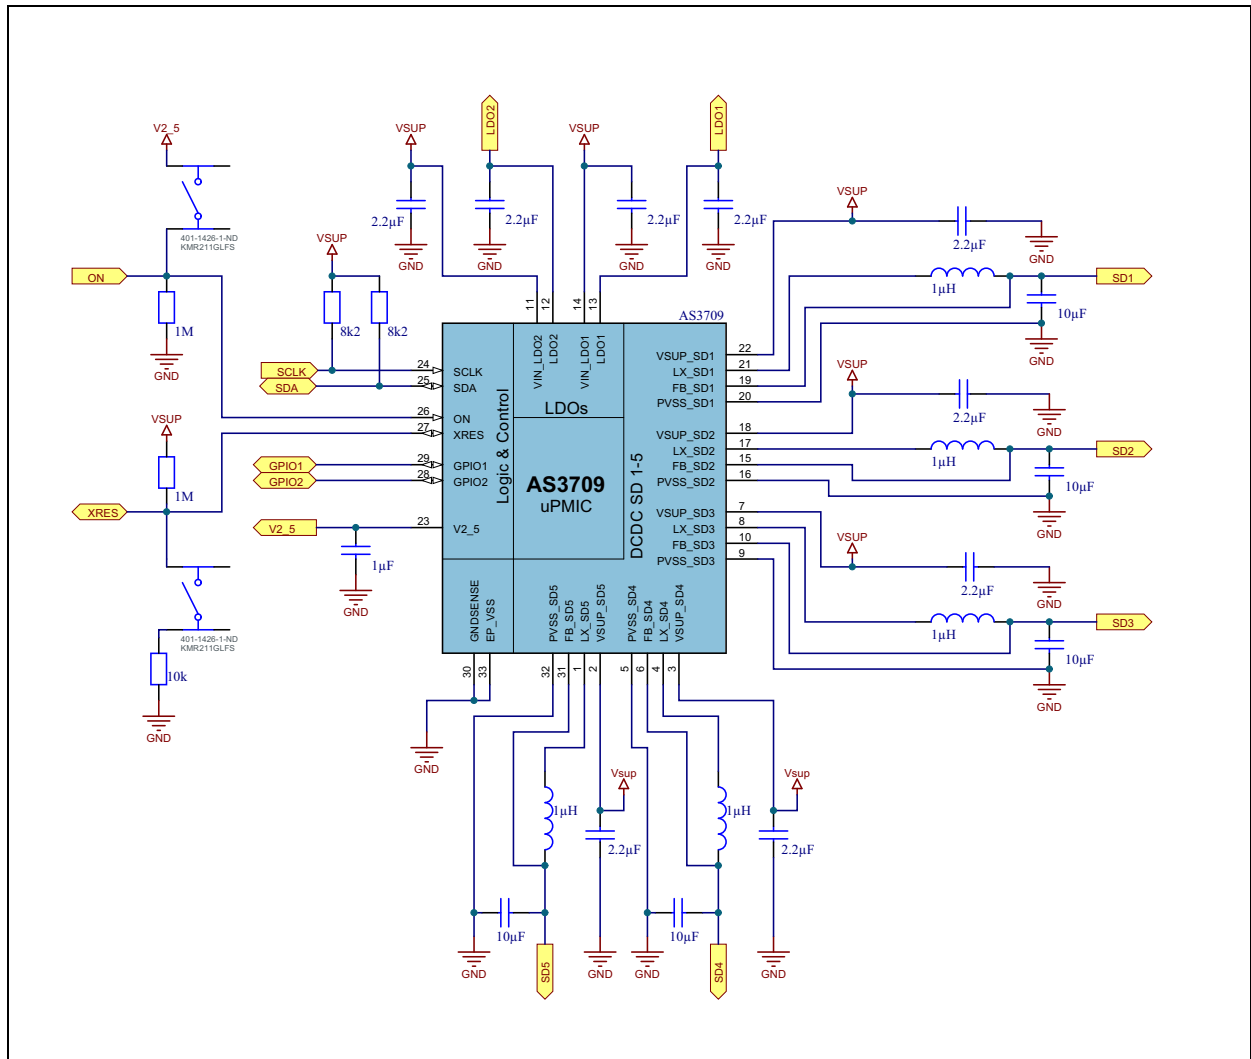 LDO2
LDO1
V2_5
VSUP
VSUP
2.2µF
2.2µF
2.2µF
2.2µF
GND
GND
GND
GND
VSUP
2.2µF
GND
401-1426-1-ND
KMR211GLFS
VSUP
ON
1µH
SD1
1M
8k2
8k2
10µF
GND
GND
11
12
14
13
AS3709
VIN_LDO2
LDO2
VIN_LDO1
LDO1
22
VSUP_SD1
21
LX_SD1
19
FB_SD1
20
PVSS_SD1
SCLK
24
SCLK
SDA
25
SDA
26
ON
27
XRES
GPIO1
29
GPIO1
GPIO2
28
GPIO2
V2_5
23
V2_5
1µF
GND
Logic & Control
LDOs
AS3709
uPMIC
DCDC SD 1-5
VSUP
2.2µF
GND
18
VSUP_SD2
17
LX_SD2
15
FB_SD2
16
PVSS_SD2
1µH
SD2
10µF
GND
7
VSUP_SD3
8
LX_SD3
10
FB_SD3
9
PVSS_SD3
VSUP
2.2µF
GND
1µH
SD3
10µF
GND
VSUP
1M
XRES
401-1426-1-ND
KMR211GLFS
10k
GND
GNDSENSE
EP_VSS
PVSS_SD5
FB_SD5
LX_SD5
VSUP_SD5
PVSS_SD4
FB_SD4
LX_SD4
VSUP_SD4
30
33
32
31
1
2
5
6
4
3
GND
Vsup
Vsup
1µH
2.2µF
1µH
2.2µF
10µF
10µF
GND
SD5
GND
GND
SD4
GND